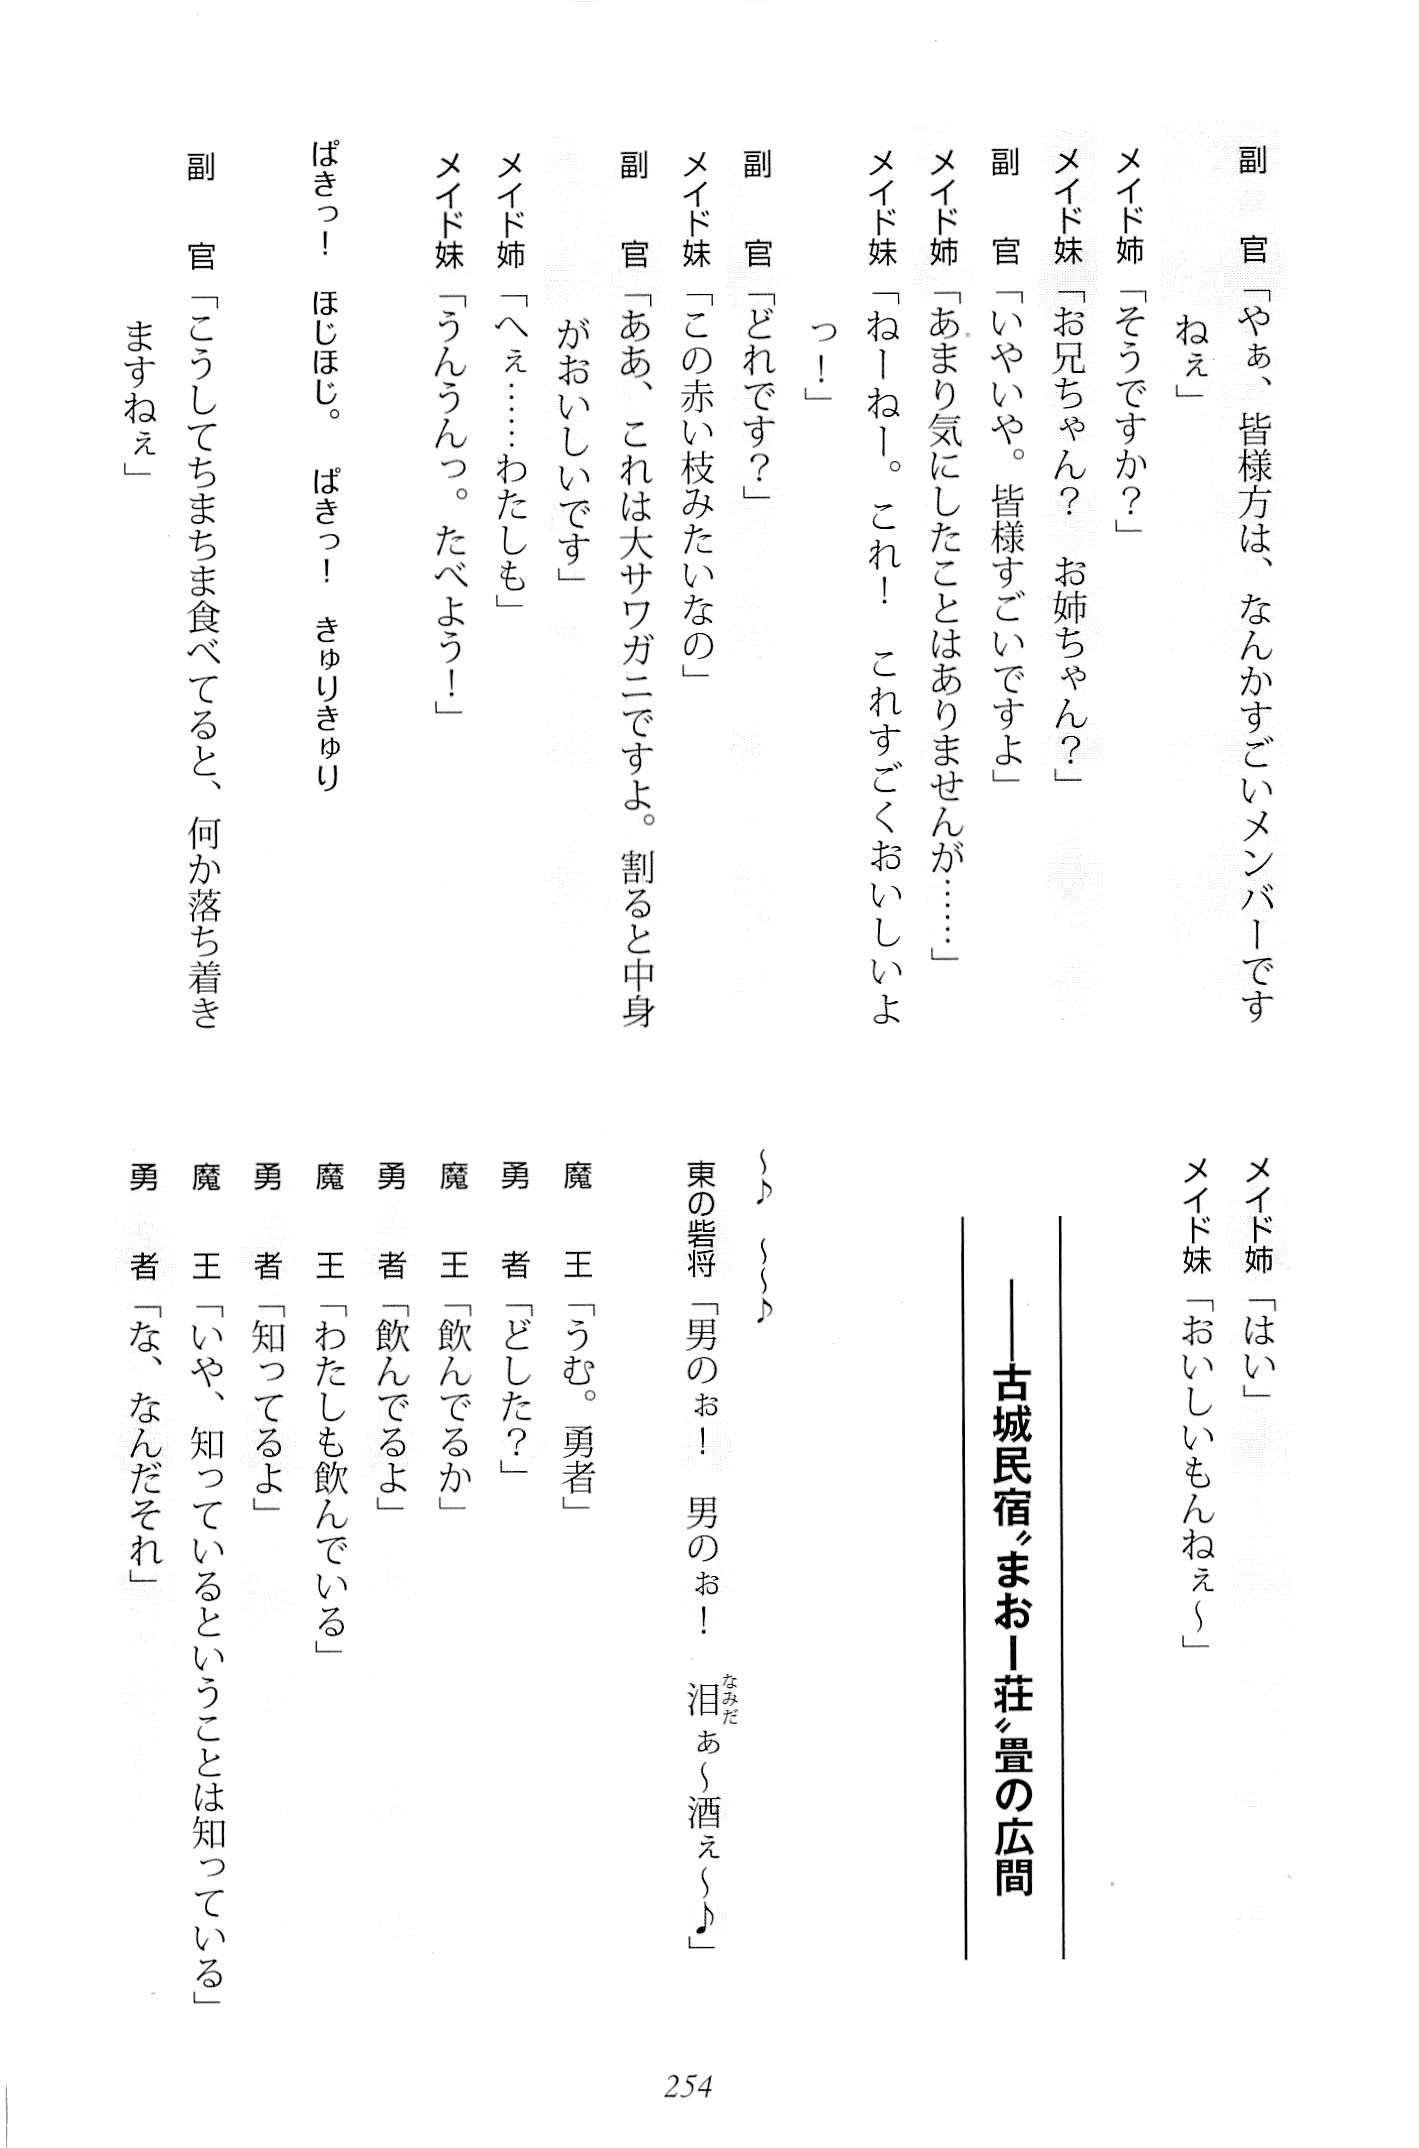 副　官「やぁ、皆様方は、なんかすごいメンバーです
ねぇ」
メイド姉「そうですか？」
メイド妹「お兄ちゃん？　お姉ちゃん？」
副　官「いやいや。皆様すごいですよ」
メイド姉「あまり気にしたことはありませんが……」
メイド妹「ねーねー。これ！　これすごくおいしいよ
っ！」
副　官「どれです？」
メイド妹「この赤い枝みたいなの」
副　官「ああ、これは大サワガニですよ。割ると中身
がおいしいです」
メイド姉「へぇ……わたしも」
メイド妹「うんうんっ。たべよう！」
ぱきっ！　ほじほじ。　ぱきっ！　きゅりきゅり
副　官「こうしてちまちま食べてると、何か落ち着き
ますねぇ」
メイド姉「はい」
メイド妹「おいしいもんねぇ〜」
――古城民宿〝まおー荘〟畳の広間
〜♪　〜〜♪
東の砦将「男のぉ！　男のぉ！　泪ぁ〜酒ぇ〜♪」
なみだ
魔　王「うむ。勇者」
勇　者「どした？」
魔　王「飲んでるか」
勇　者「飲んでるよ」
魔　王「わたしも飲んでいる」
勇　者「知ってるよ」
魔　王「いや、知っているということは知っている」
勇　者「な、なんだそれ」
254